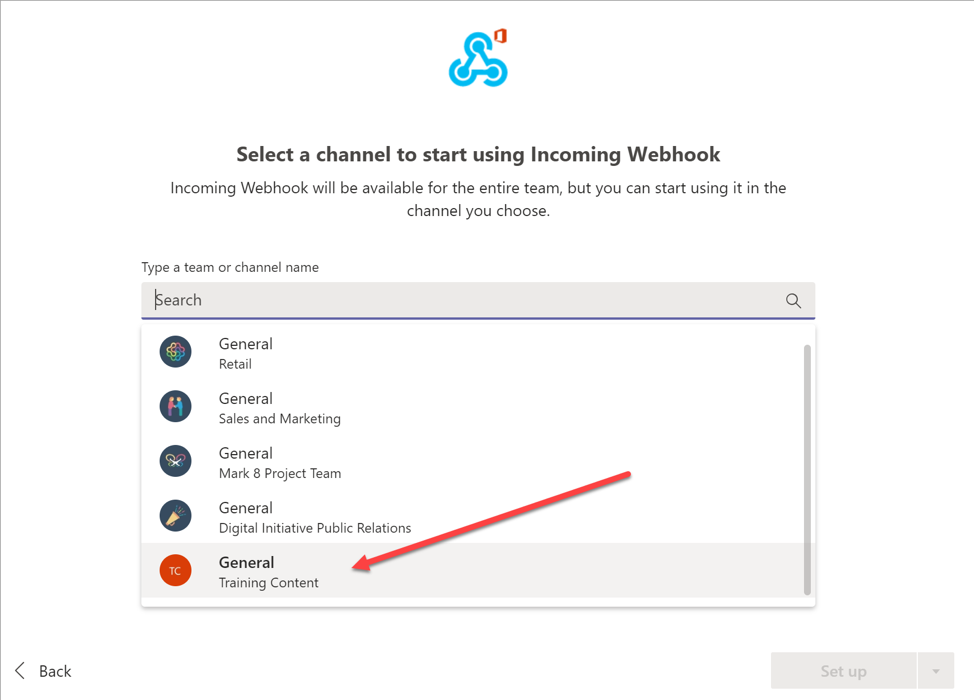 Select a channel to start using Incoming Webhook
Incoming Webhook will be available for the entire team, but you can start using it in the
channel you choose.
Type a team or channel name
Search
General
Retail
General
Sales and Marketing
General
Mark 8 Project Team
General
Digital Initiative Public Relations
TC
General
Training Content
Back
Set up